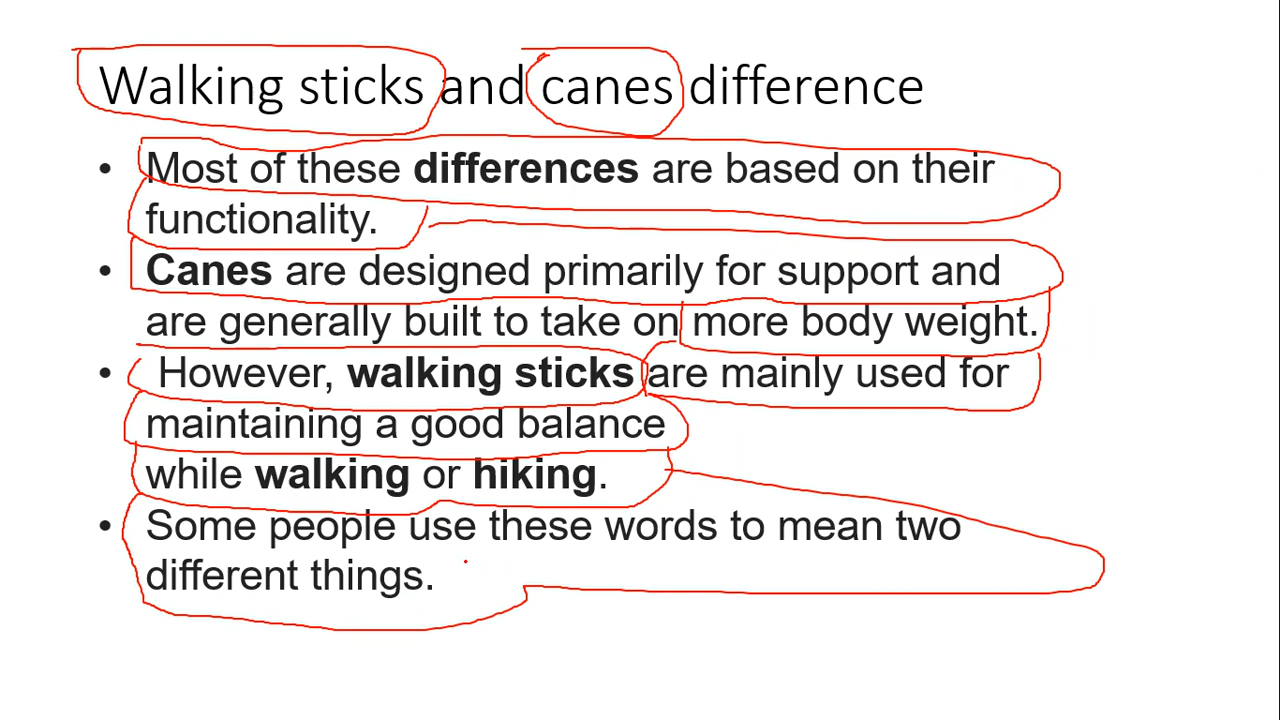 Walking sticks and canes difference
• Most of these differences are based on their
functionality.
• Canes are designed primarily for support and
are generally built to take on more body weight.
• However, walking sticks are mainly used for
maintaining a good balance
while walking or hiking.
• Some people use these words to mean two
different things.